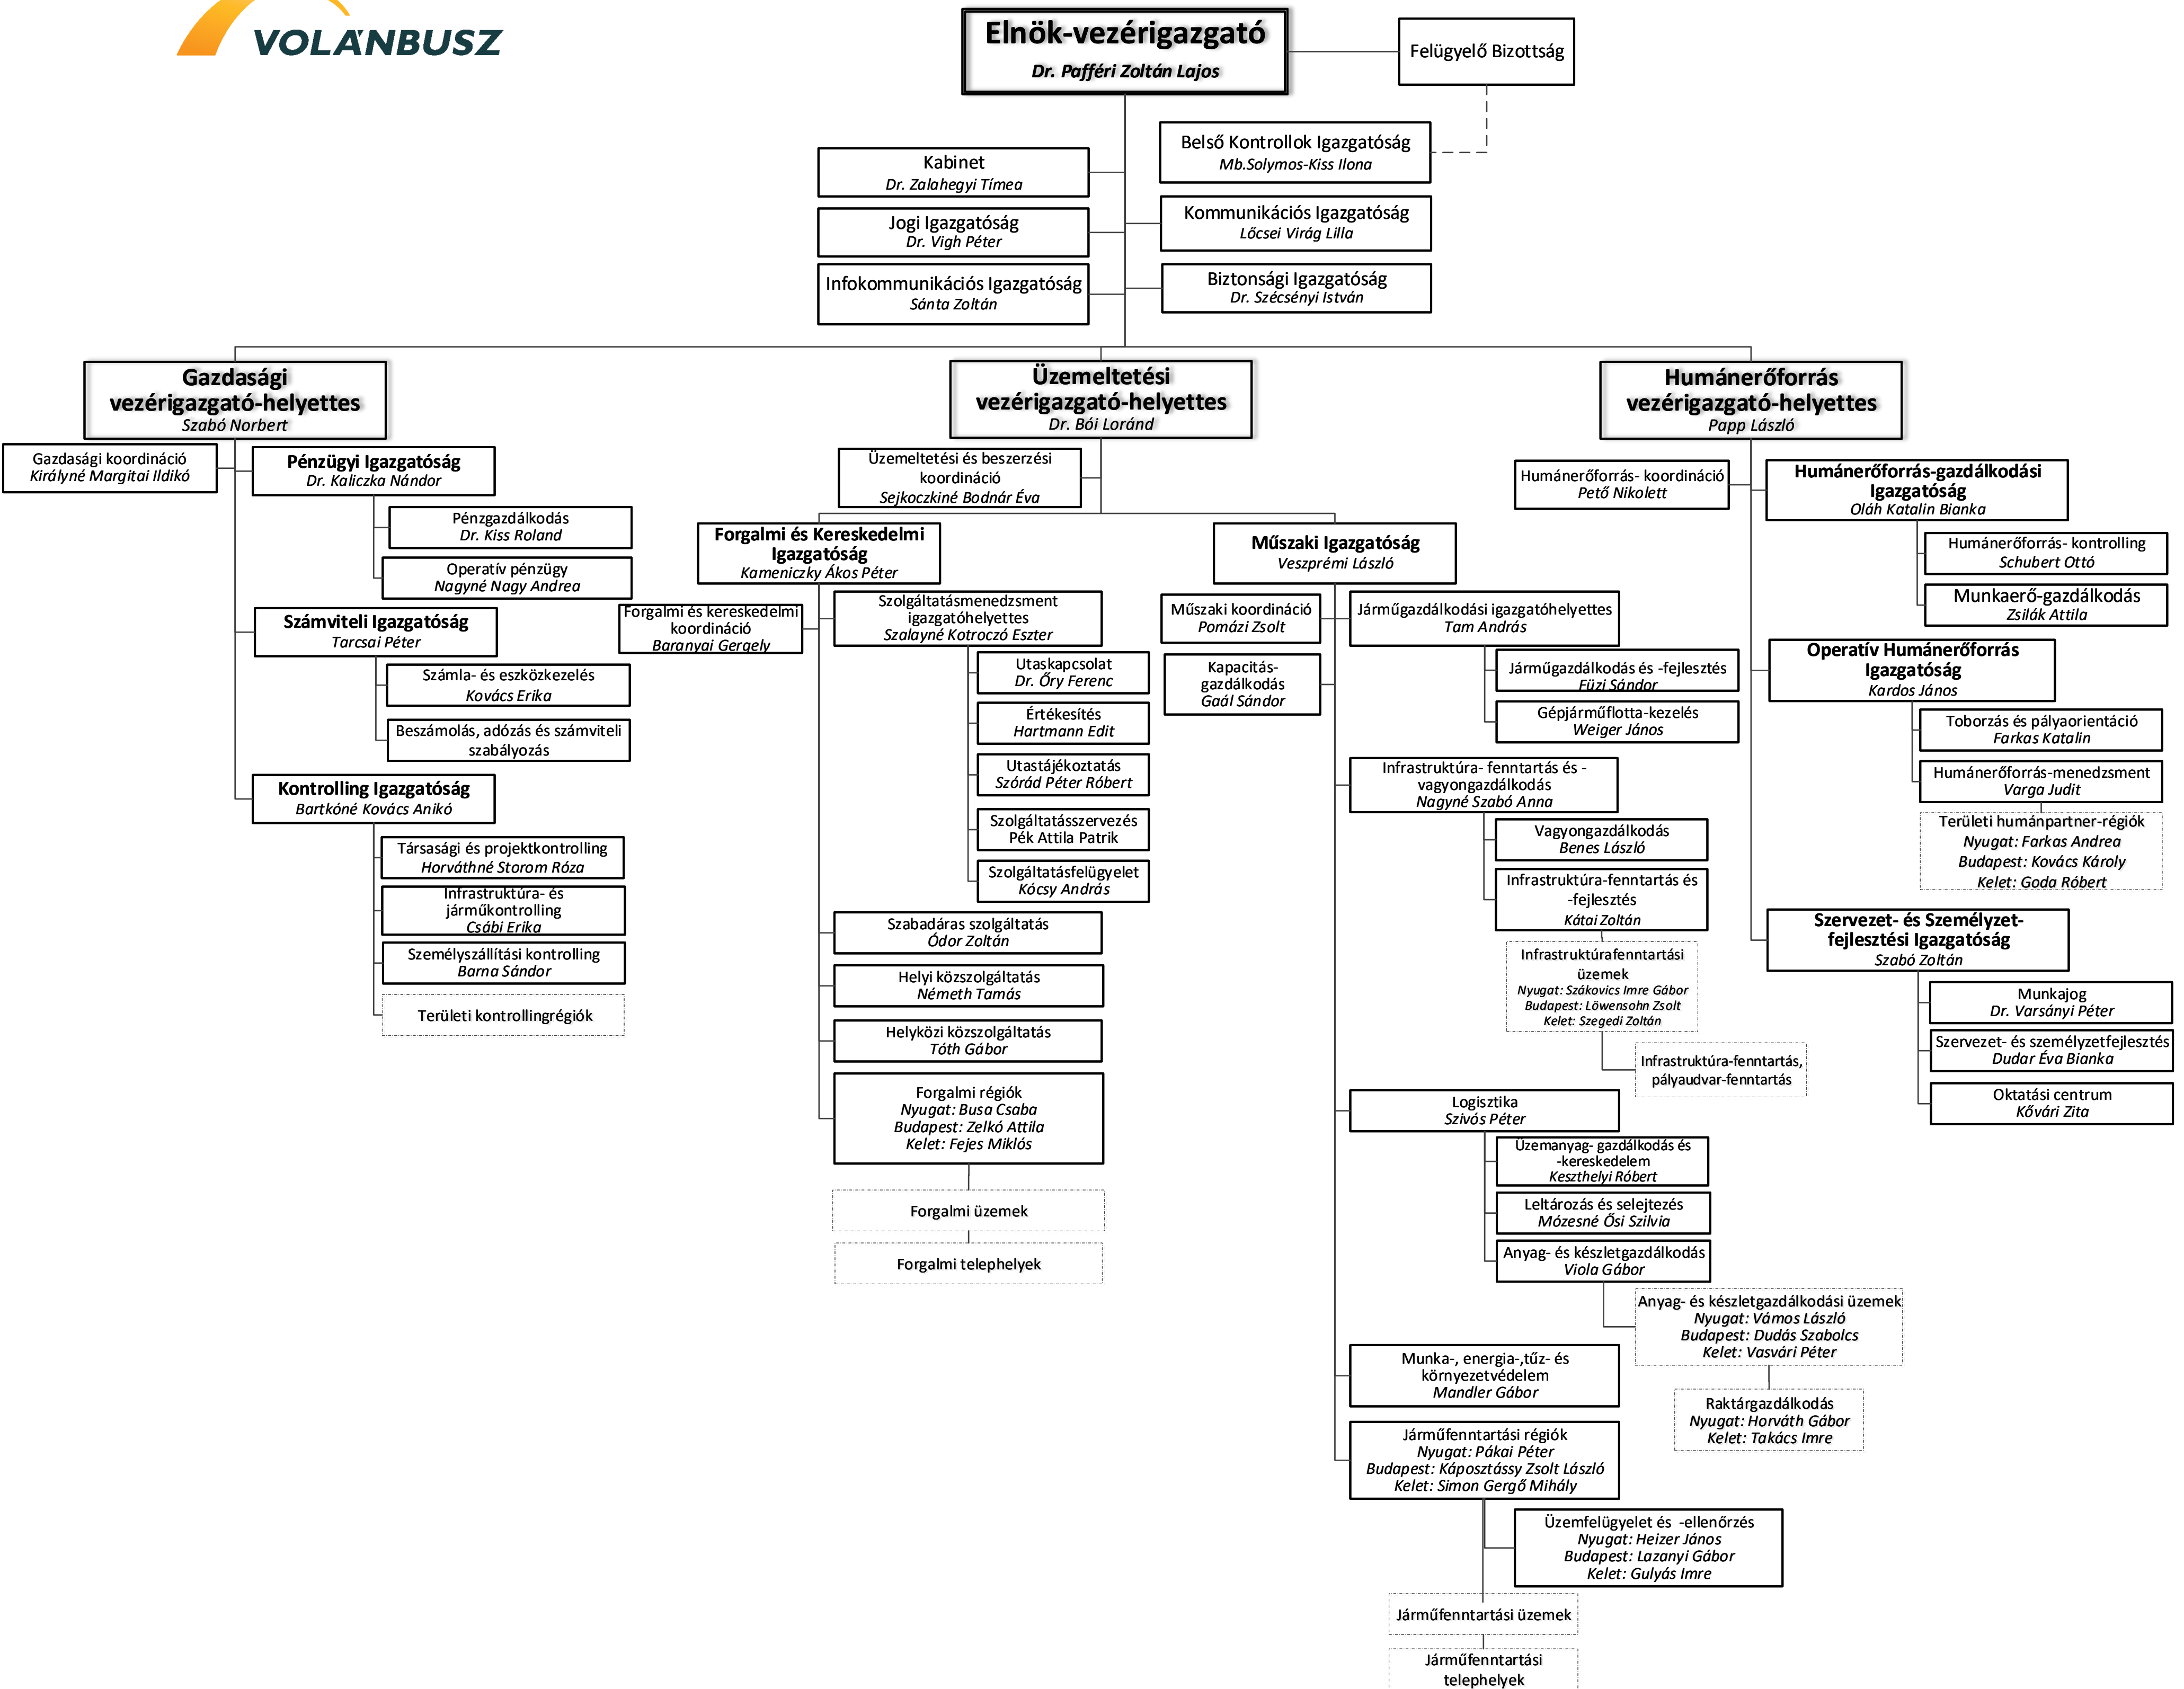 VOLÁNBUSZ
Elnök-vezérigazgató
Dr. Pafféri Zoltán Lajos
Felügyelő Bizottság
Belső Kontrollok Igazgatóság
Mb.Solymos-Kiss Ilona
Kabinet
Dr. Zalahegyi Tímea
Kommunikációs Igazgatóság
Lőcsei Virág Lilla
Jogi Igazgatóság
Dr. Vigh Péter
Biztonsági Igazgatóság
Dr. Szécsényi István
Infokommunikációs Igazgatóság
Sánta Zoltán
Gazdasági
vezérigazgató-helyettes
Szabó Norbert
Gazdasági koordináció
Királyné Margitai Ildikó
Pénzügyi Igazgatóság
Dr. Kaliczka Nándor
Pénzgazdálkodás
Dr. Kiss Roland
Operatív pénzügy
Nagyné Nagy Andrea
Számviteli Igazgatóság
Tarcsai Péter
Számla- és eszközkezelés
Kovács Erika
Beszámolás, adózás és számviteli
szabályozás
Kontrolling Igazgatóság
Bartkóné Kovács Anikó
Társasági és projektkontrolling
Horváthné Storom Róza
Infrastruktúra- és
járműkontrolling
Csábi Erika
Személyszállítási kontrolling
Barna Sándor
Területi kontrollingrégiók
Üzemeltetési
vezérigazgató-helyettes
Dr. Bói Loránd
Üzemeltetési és beszerzési
koordináció
Sejkoczkiné Bodnár Éva
Forgalmi és Kereskedelmi
Igazgatóság
Kameniczky Ákos Péter
Forgalmi és kereskedelmi
koordináció
Baranyai Gergely
Szolgáltatásmenedzsment
igazgatóhelyettes
Szalayné Kotroczó Eszter
Utaskapcsolat
Dr. Őry Ferenc
Értékesítés
Hartmann Edit
Utastájékoztatás
Szórád Péter Róbert
Szolgáltatásszervezés
Pék Attila Patrik
Szolgáltatásfelügyelet
Kócsy András
Szabadáras szolgáltatás
Ódor Zoltán
Helyi közszolgáltatás
Németh Tamás
Helyközi közszolgáltatás
Tóth Gábor
Forgalmi régiók
Nyugat: Busa Csaba
Budapest: Zelkó Attila
Kelet: Fejes Miklós
Forgalmi üzemek
Forgalmi telephelyek
Műszaki Igazgatóság
Veszprémi László
Műszaki koordináció
Pomázi Zsolt
Kapacitás-
gazdálkodás
Gaál Sándor
Járműgazdálkodási igazgatóhelyettes
Tam András
Járműgazdálkodás és -fejlesztés
Füzi Sándor
Gépjárműflotta-kezelés
Weiger János
Infrastruktúra- fenntartás és -
vagyongazdálkodás
Nagyné Szabó Anna
Vagyongazdálkodás
Benes László
Infrastruktúra-fenntartás és
-fejlesztés
Kátai Zoltán
Infrastruktúrafenntartási
üzemek
Nyugat: Szákovics Imre Gábor
Budapest: Löwensohn Zsolt
Kelet: Szegedi Zoltán
Infrastruktúra-fenntartás,
pályaudvar-fenntartás
Logisztika
Szivós Péter
Üzemanyag- gazdálkodás és
-kereskedelem
Keszthelyi Róbert
Leltározás és selejtezés
Mózesné Ősi Szilvia
Anyag- és készletgazdálkodás
Viola Gábor
Anyag- és készletgazdálkodási üzemek
Nyugat: Vámos László
Budapest: Dudás Szabolcs
Kelet: Vasvári Péter
Raktárgazdálkodás
Nyugat: Horváth Gábor
Kelet: Takács Imre
Munka-, energia-,tűz- és
környezetvédelem
Mandler Gábor
Járműfenntartási régiók
Nyugat: Pákai Péter
Budapest: Káposztássy Zsolt László
Kelet: Simon Gergő Mihály
Üzemfelügyelet és -ellenőrzés
Nyugat: Heizer János
Budapest: Lazanyi Gábor
Kelet: Gulyás Imre
Járműfenntartási üzemek
Járműfenntartási
telephelyek
Humánerőforrás
vezérigazgató-helyettes
Papp László
Humánerőforrás- koordináció
Pető Nikolett
Humánerőforrás-gazdálkodási
Igazgatóság
Oláh Katalin Bianka
Humánerőforrás- kontrolling
Schubert Ottó
Munkaerő-gazdálkodás
Zsilák Attila
Operatív Humánerőforrás
Igazgatóság
Kardos János
Toborzás és pályaorientáció
Farkas Katalin
Humánerőforrás-menedzsment
Varga Judit
Területi humánpartner-régiók
Nyugat: Farkas Andrea
Budapest: Kovács Károly
Kelet: Goda Róbert
Szervezet- és Személyzet-
fejlesztési Igazgatóság
Szabó Zoltán
Munkajog
Dr. Varsányi Péter
Szervezet- és személyzetfejlesztés
Dudar Éva Bianka
Oktatási centrum
Kővári Zita